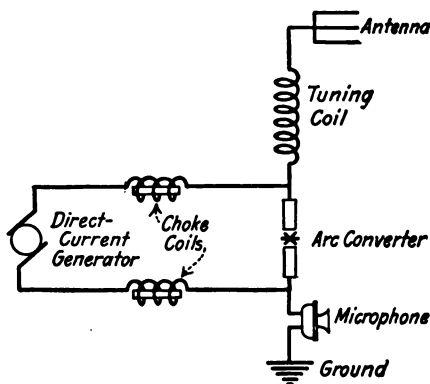 Antenna
Tuning
Coil
Direct-
Current
Generator
Choke
Coils,
Arc Converter
Microphone
Ground